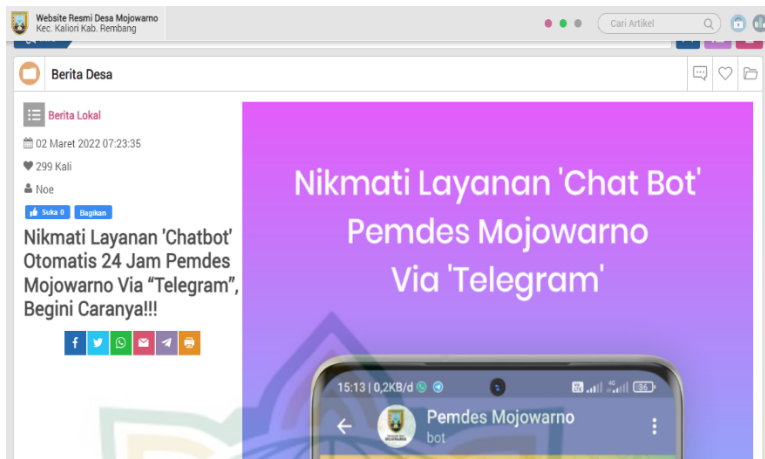 Website Resmi Desa Mojowarno
Kec. Kaliori Kab. Rembang
Cari Artikel
Berita Desa
Berita Lokal
02 Maret 2022 07:23:35
299 Kali
Noe
Suka 0
Bagikan
Nikmati Layanan 'Chatbot'
Otomatis 24 Jam Pemdes
Mojowarno Via “Telegram”,
Begini Caranya!!!
Nikmati Layanan 'Chat Bot'
Pemdes Mojowarno
Via 'Telegram'
15:13 | 0,2KB/d
4G
86
Pemdes Mojowarno
bot